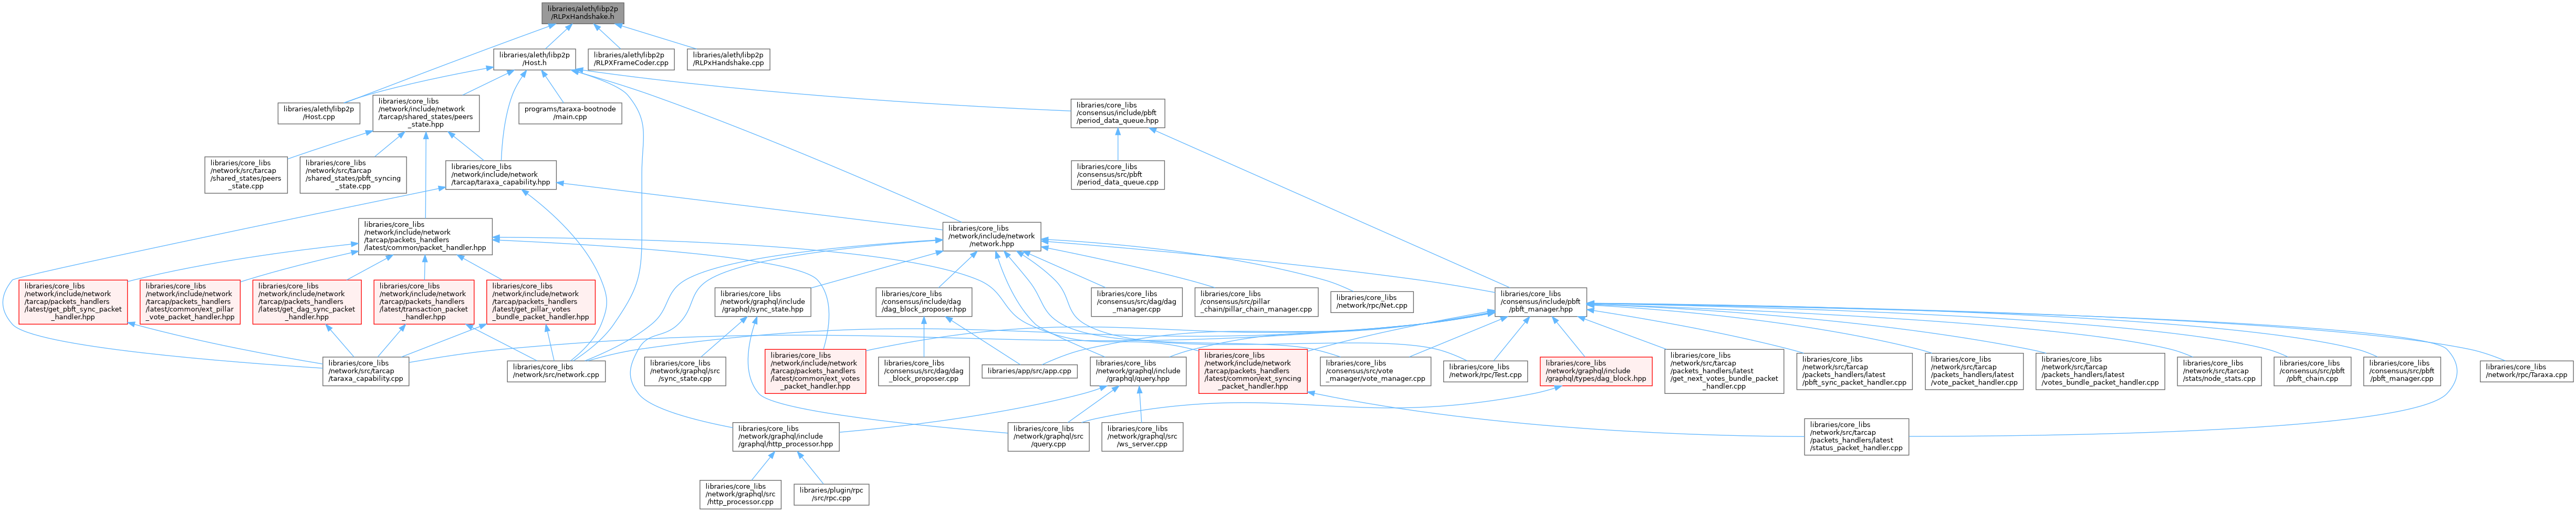 libraries/aleth/libp2p
/RLPxHandshake.h
libraries/aleth/libp2p
/Host.h
libraries/aleth/libp2p
/RLPXFrameCoder.cpp
libraries/aleth/libp2p
/RLPxHandshake.cpp
libraries/aleth/libp2p
/Host.cpp
libraries/core_libs
/network/include/network
/tarcap/shared_states/peers
_state.hpp
programs/taraxa-bootnode
/main.cpp
libraries/core_libs
/consensus/include/pbft
/period_data_queue.hpp
libraries/core_libs
/network/src/tarcap
/shared_states/peers
_state.cpp
libraries/core_libs
/network/src/tarcap
/shared_states/pbft_syncing
_state.cpp
libraries/core_libs
/network/include/network
/tarcap/taraxa_capability.hpp
libraries/core_libs
/consensus/src/pbft
/period_data_queue.cpp
libraries/core_libs
/network/include/network
/tarcap/packets_handlers
/latest/common/packet_handler.hpp
libraries/core_libs
/network/include/network
/network.hpp
libraries/core_libs
/network/include/network
/tarcap/packets_handlers
/latest/get_pbft_sync_packet
_handler.hpp
libraries/core_libs
/network/include/network
/tarcap/packets_handlers
/latest/common/ext_pillar
_vote_packet_handler.hpp
libraries/core_libs
/network/include/network
/tarcap/packets_handlers
/latest/get_dag_sync_packet
_handler.hpp
libraries/core_libs
/network/include/network
/tarcap/packets_handlers
/latest/transaction_packet
_handler.hpp
libraries/core_libs
/network/include/network
/tarcap/packets_handlers
/latest/get_pillar_votes
_bundle_packet_handler.hpp
libraries/core_libs
/network/graphql/include
/graphql/sync_state.hpp
libraries/core_libs
/consensus/include/dag
/dag_block_proposer.hpp
libraries/core_libs
/consensus/src/dag/dag
_manager.cpp
libraries/core_libs
/consensus/src/pillar
_chain/pillar_chain_manager.cpp
libraries/core_libs
/network/rpc/Net.cpp
libraries/core_libs
/consensus/include/pbft
/pbft_manager.hpp
libraries/core_libs
/network/src/tarcap
/taraxa_capability.cpp
libraries/core_libs
/network/src/network.cpp
libraries/core_libs
/network/graphql/src
/sync_state.cpp
libraries/core_libs
/network/include/network
/tarcap/packets_handlers
/latest/common/ext_votes
_packet_handler.hpp
libraries/core_libs
/consensus/src/dag/dag
_block_proposer.cpp
libraries/app/src/app.cpp
libraries/core_libs
/network/graphql/include
/graphql/query.hpp
libraries/core_libs
/network/include/network
/tarcap/packets_handlers
/latest/common/ext_syncing
_packet_handler.hpp
libraries/core_libs
/consensus/src/vote
_manager/vote_manager.cpp
libraries/core_libs
/network/rpc/Test.cpp
libraries/core_libs
/network/graphql/include
/graphql/types/dag_block.hpp
libraries/core_libs
/network/src/tarcap
/packets_handlers/latest
/get_next_votes_bundle_packet
_handler.cpp
libraries/core_libs
/network/src/tarcap
/packets_handlers/latest
/pbft_sync_packet_handler.cpp
libraries/core_libs
/network/src/tarcap
/packets_handlers/latest
/vote_packet_handler.cpp
libraries/core_libs
/network/src/tarcap
/packets_handlers/latest
/votes_bundle_packet_handler.cpp
libraries/core_libs
/network/src/tarcap
/stats/node_stats.cpp
libraries/core_libs
/consensus/src/pbft
/pbft_chain.cpp
libraries/core_libs
/consensus/src/pbft
/pbft_manager.cpp
libraries/core_libs
/network/rpc/Taraxa.cpp
libraries/core_libs
/network/graphql/include
/graphql/http_processor.hpp
libraries/core_libs
/network/graphql/src
/query.cpp
libraries/core_libs
/network/graphql/src
/ws_server.cpp
libraries/core_libs
/network/src/tarcap
/packets_handlers/latest
/status_packet_handler.cpp
libraries/core_libs
/network/graphql/src
/http_processor.cpp
libraries/plugin/rpc
/src/rpc.cpp